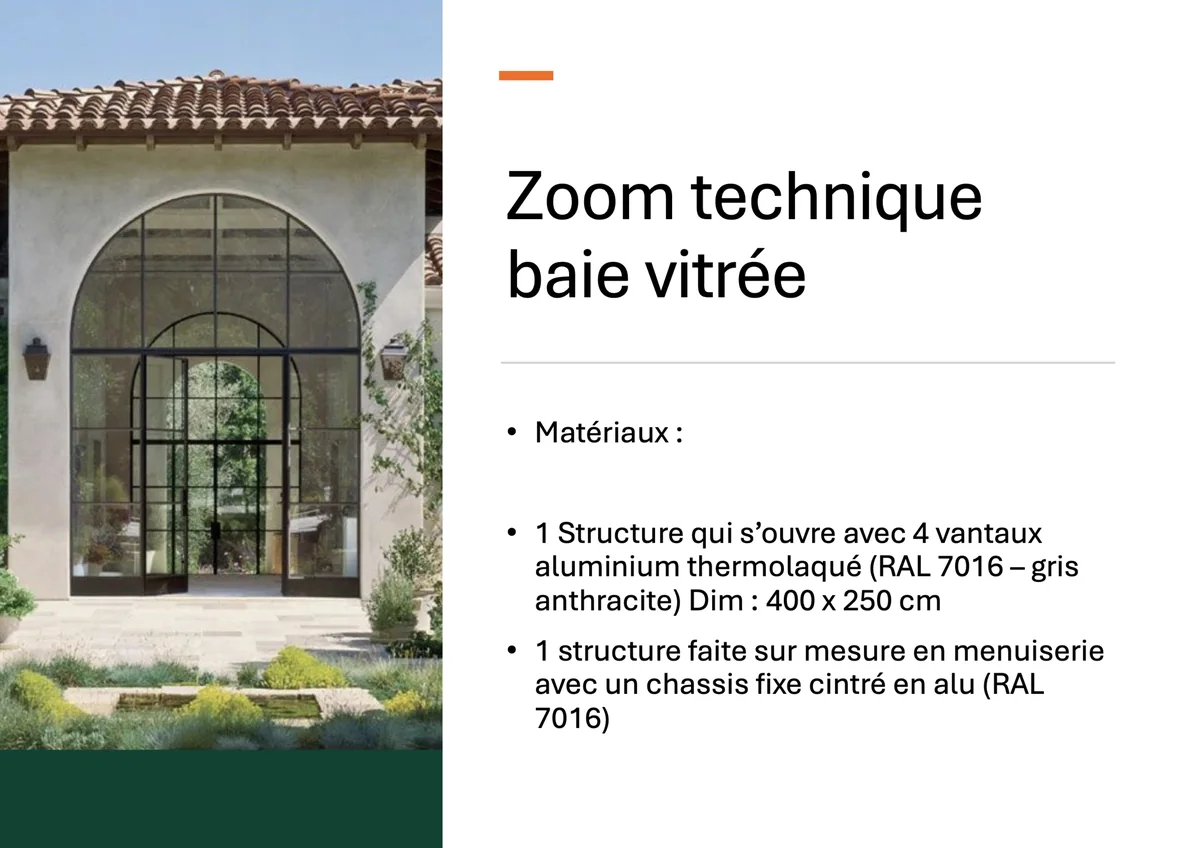 Zoom technique
baie vitrée
• Matériaux :
• 1 Structure qui s’ouvre avec 4 vantaux
aluminium thermolaqué (RAL 7016 – gris
anthracite) Dim : 400 x 250 cm
• 1 structure faite sur mesure en menuiserie
avec un chassis fixe cintré en alu (RAL
7016)